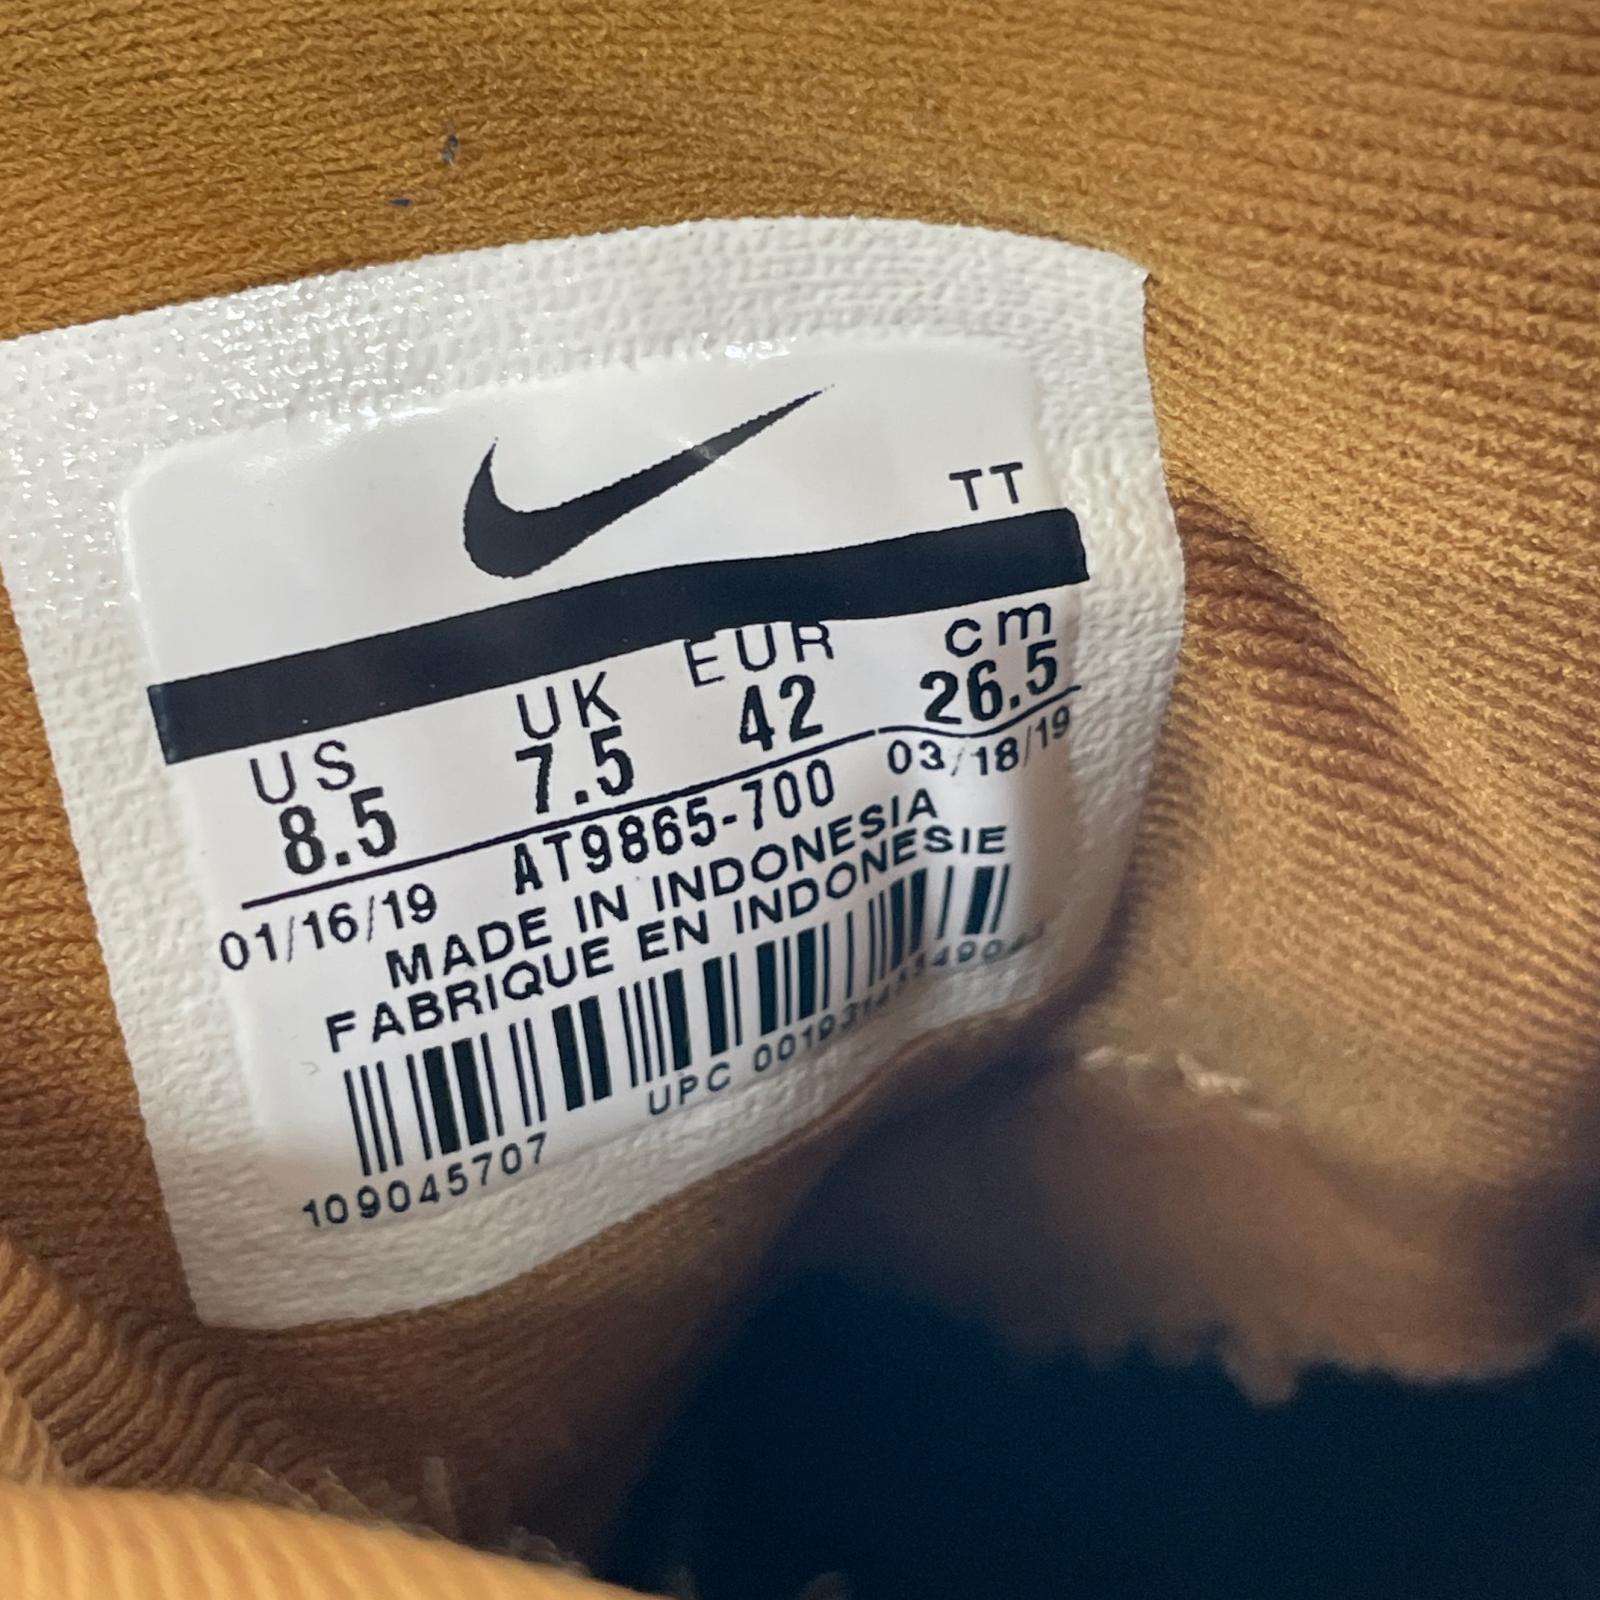 TT
US UK EUR cm
8.5 7.5 42 26.5
01/16/19 AT9865-700 03/18/19
MADE IN INDONESIA
FABRIQUE EN INDONESIE
UPC
109045707